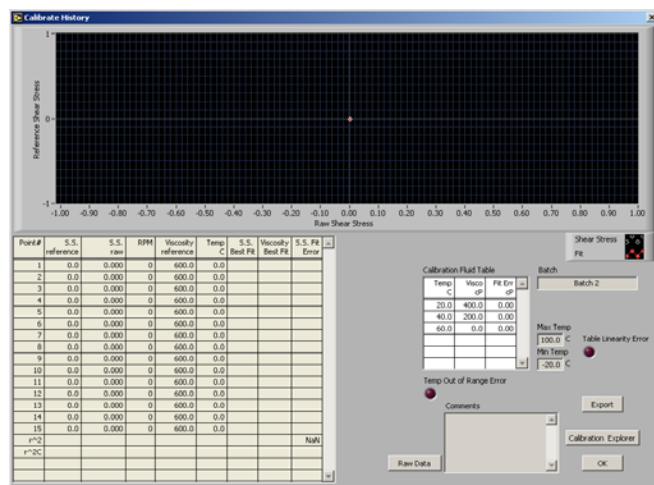 Calibrate History
Reference Shear Stress
1
0
-1
-1.00 -0.90 -0.80 -0.70 -0.60 -0.50 -0.40 -0.30 -0.20 -0.10 0.00 0.10 0.20 0.30 0.40 0.50 0.60 0.70 0.80 0.90 1.00
Raw Shear Stress
Point# S.S. reference S.S. raw RPM Viscosity reference Temp C S.S. Best Fit Viscosity Best Fit S.S. Fit Error
1 0.0 0.000 0 600.0 0.0
2 0.0 0.000 0 600.0 0.0
3 0.0 0.000 0 600.0 0.0
4 0.0 0.000 0 600.0 0.0
5 0.0 0.000 0 600.0 0.0
6 0.0 0.000 0 600.0 0.0
7 0.0 0.000 0 600.0 0.0
8 0.0 0.000 0 600.0 0.0
9 0.0 0.000 0 600.0 0.0
10 0.0 0.000 0 600.0 0.0
11 0.0 0.000 0 600.0 0.0
12 0.0 0.000 0 600.0 0.0
13 0.0 0.000 0 600.0 0.0
14 0.0 0.000 0 600.0 0.0
15 0.0 0.000 0 600.0 0.0
r^2 NaN
r^2C
Shear Stress
Fit
Calibration Fluid Table
Temp C Visco cP Fit Err cP
20.0 400.0 0.00
40.0 200.0 0.00
60.0 0.0 0.00
Batch
Batch 2
Max Temp
100.0 C
Min Temp
-20.0 C
Table Linearity Error
Temp Out of Range Error
Comments
Raw Data
Export
Calibration Explorer
OK